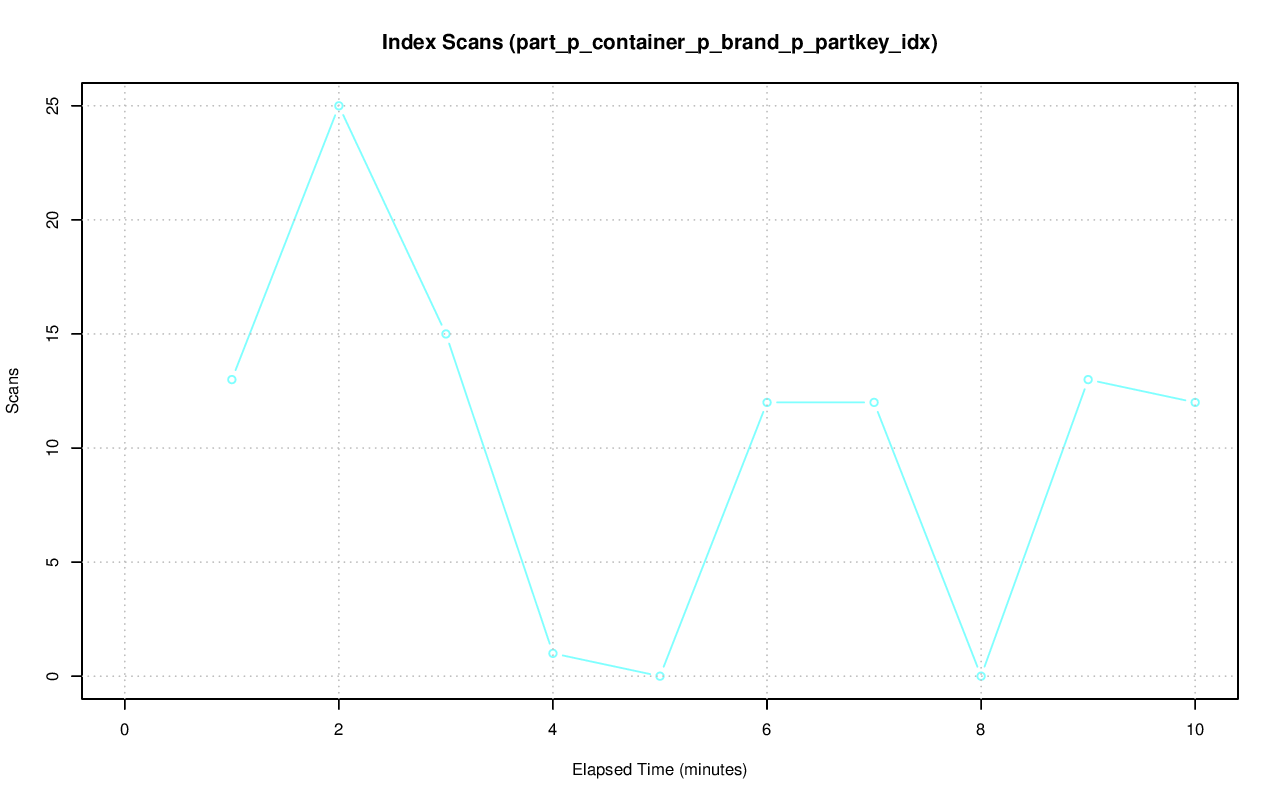 Index Scans (part_p_container_p_brand_p_partkey_idx)
25
20
15
10
5
0
Scans
0 2 4 6 8 10
Elapsed Time (minutes)